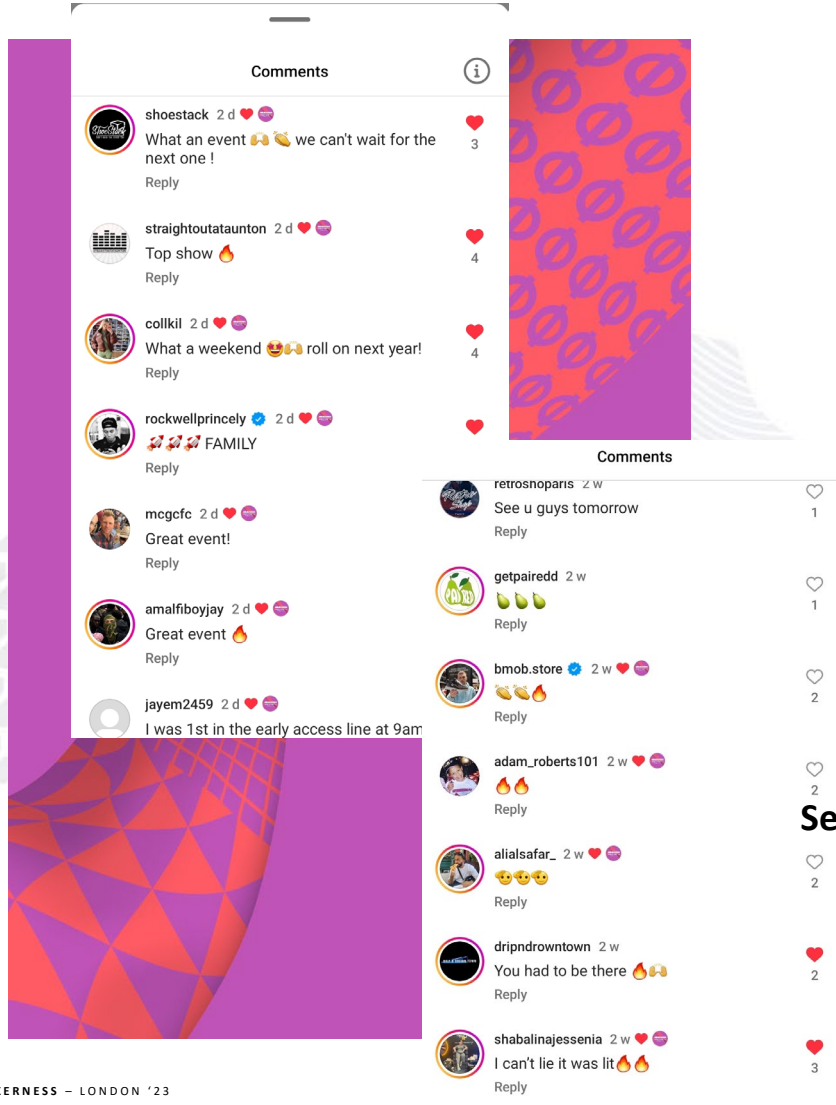 Comments
shoestack 2 d ❤️
What an event 🙌 👏 we can't wait for the
next one !
3
Reply
straightoutataunton 2 d ❤️
Top show 🔥
4
Reply
collkil 2 d ❤️
What a weekend 🤩🙌 roll on next year!
4
Reply
rockwellprincely 2 d ❤️
🚀🚀🚀 FAMILY
Reply
mcgcfc 2 d ❤️
Great event!
Reply
amalfiboyjay 2 d ❤️
Great event 🔥
Reply
jayem2459 2 d ❤️
I was 1st in the early access line at 9am
Comments
retroshoparis 2 w
See u guys tomorrow
1
Reply
getpairedd 2 w
🍐🍐🍐
1
Reply
bmob.store 2 w ❤️
👏👏🔥
2
Reply
adam_roberts101 2 w ❤️
🔥🔥
2
Reply
Se
alialsafar_ 2 w ❤️
🫡🫡🫡
2
Reply
dripndrowntown 2 w
You had to be there 🔥🙌
2
Reply
shabalinajessenia 2 w ❤️
I can't lie it was lit🔥🔥
3
Reply
KERNESS – LONDON '23